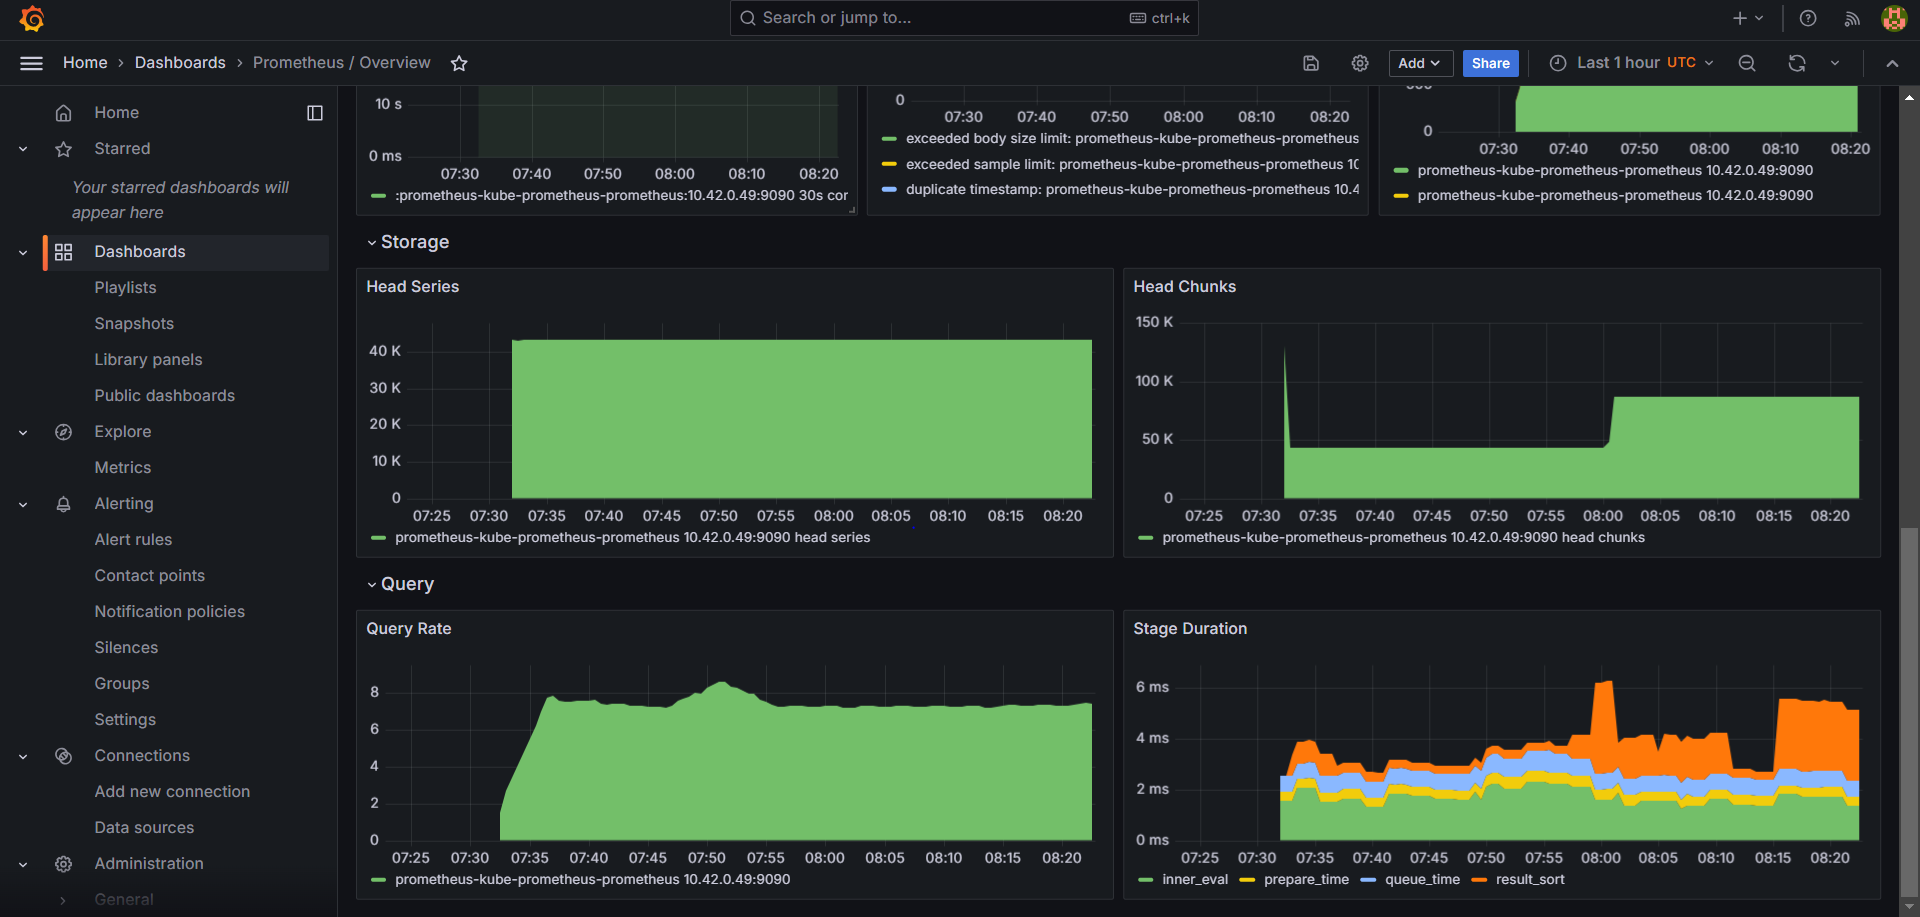 Search or jump to...
ctrl+k
Home › Dashboards › Prometheus / Overview
Add
Share
Last 1 hour UTC
Home
Starred
Your starred dashboards will
appear here
Dashboards
Playlists
Snapshots
Library panels
Public dashboards
Explore
Metrics
Alerting
Alert rules
Contact points
Notification policies
Silences
Groups
Settings
Connections
Add new connection
Data sources
Administration
General
10 s
0 ms
07:30 07:40 07:50 08:00 08:10 08:20
:prometheus-kube-prometheus-prometheus:10.42.0.49:9090 30s cor
0
07:30 07:40 07:50 08:00 08:10 08:20
exceeded body size limit: prometheus-kube-prometheus-prometheus
exceeded sample limit: prometheus-kube-prometheus-prometheus 10
duplicate timestamp: prometheus-kube-prometheus-prometheus 10.4
0
07:30 07:40 07:50 08:00 08:10 08:20
prometheus-kube-prometheus-prometheus 10.42.0.49:9090
prometheus-kube-prometheus-prometheus 10.42.0.49:9090
Storage
Head Series
40 K
30 K
20 K
10 K
0
07:25 07:30 07:35 07:40 07:45 07:50 07:55 08:00 08:05 08:10 08:15 08:20
prometheus-kube-prometheus-prometheus 10.42.0.49:9090 head series
Head Chunks
150 K
100 K
50 K
0
07:25 07:30 07:35 07:40 07:45 07:50 07:55 08:00 08:05 08:10 08:15 08:20
prometheus-kube-prometheus-prometheus 10.42.0.49:9090 head chunks
Query
Query Rate
8
6
4
2
0
07:25 07:30 07:35 07:40 07:45 07:50 07:55 08:00 08:05 08:10 08:15 08:20
prometheus-kube-prometheus-prometheus 10.42.0.49:9090
Stage Duration
6 ms
4 ms
2 ms
0 ms
07:25 07:30 07:35 07:40 07:45 07:50 07:55 08:00 08:05 08:10 08:15 08:20
inner_eval prepare_time queue_time result_sort